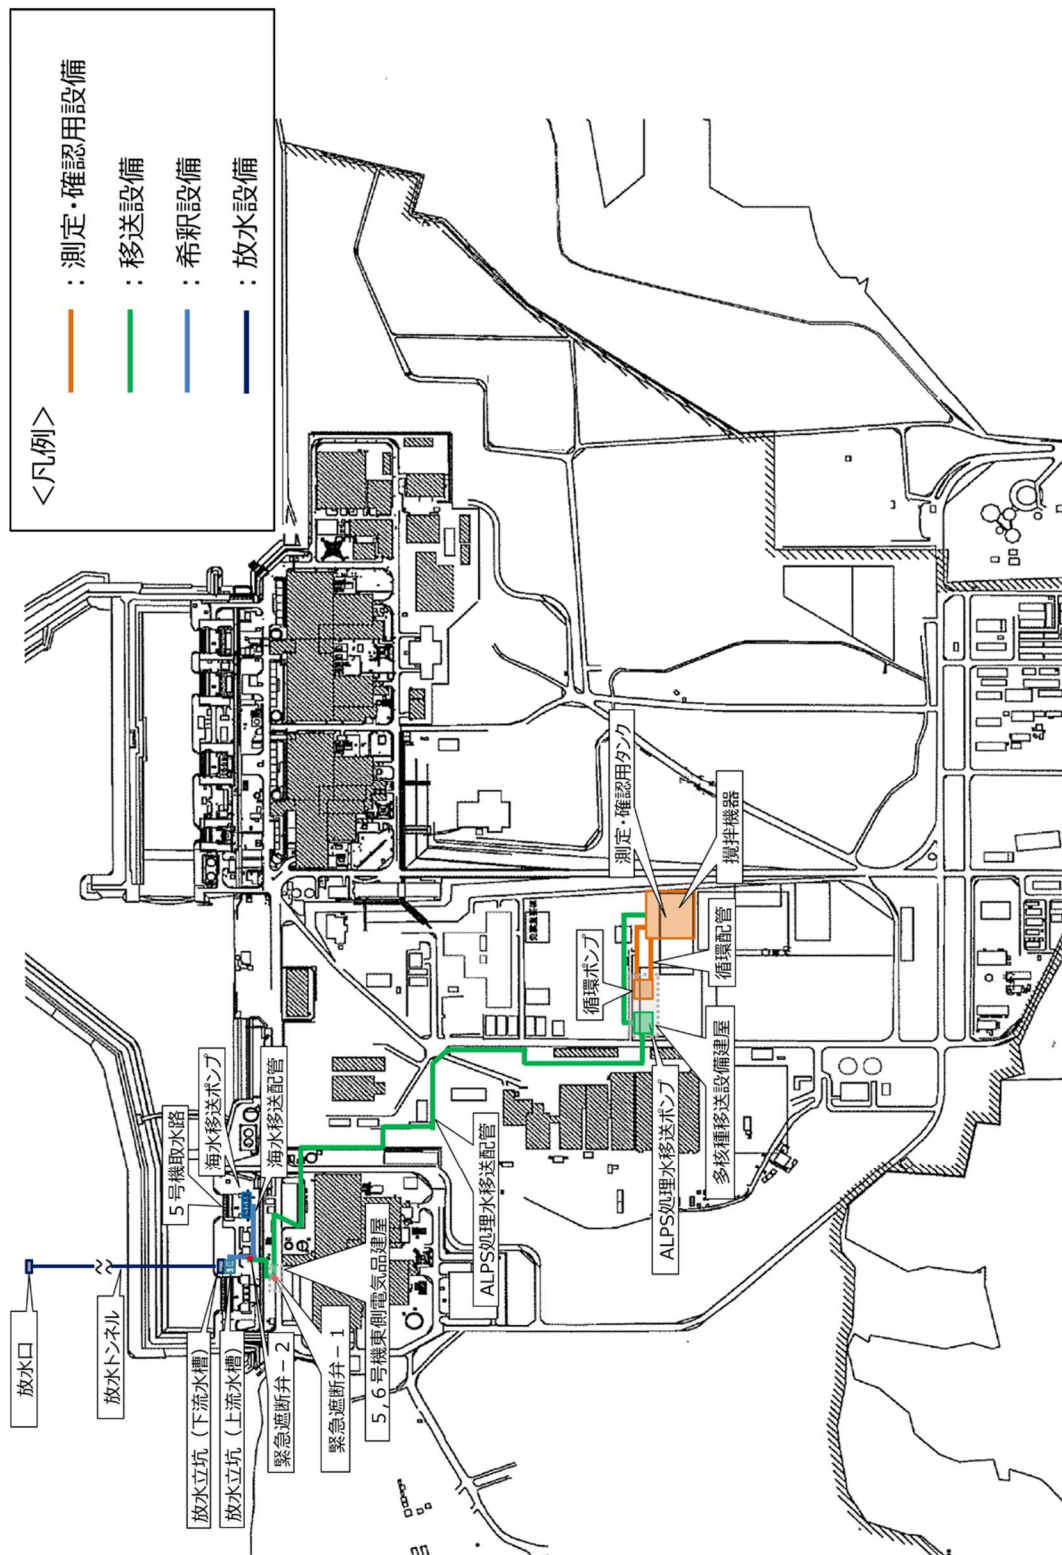 <凡例>
：測定・確認用設備
：移送設備
：希釈設備
：放水設備
放水口
放水トンネル
放水立坑（下流水槽）
放水立坑（上流水槽）
緊急遮断弁－2
緊急遮断弁－1
5,6号機東側電気品建屋
5号機取水路
海水移送ポンプ
海水移送配管
ALPS処理水移送配管
ALPS処理水移送ポンプ
多核種移送設備建屋
循環ポンプ
循環配管
測定・確認用タンク
攪拌機器